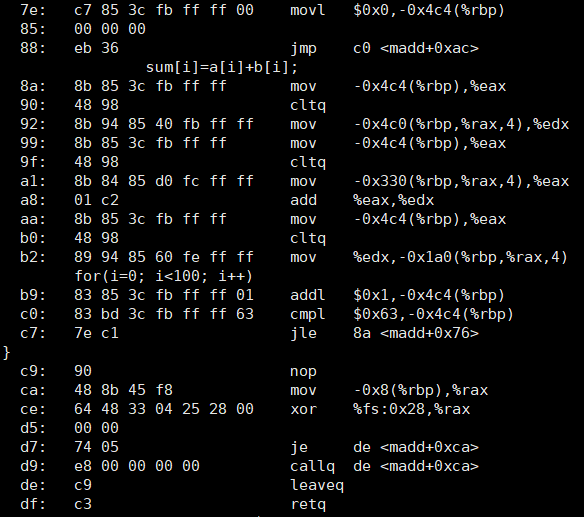 7e: c7 85 3c fb ff ff 00 movl $0x0,-0x4c4(%rbp)
85: 00 00 00
88: eb 36 jmp c0 <madd+0xac>
sum[i]=a[i]+b[i];
8a: 8b 85 3c fb ff ff mov -0x4c4(%rbp),%eax
90: 48 98 cltq
92: 8b 94 85 40 fb ff ff mov -0x4c0(%rbp,%rax,4),%edx
99: 8b 85 3c fb ff ff mov -0x4c4(%rbp),%eax
9f: 48 98 cltq
a1: 8b 84 85 d0 fc ff ff mov -0x330(%rbp,%rax,4),%eax
a8: 01 c2 add %eax,%edx
aa: 8b 85 3c fb ff ff mov -0x4c4(%rbp),%eax
b0: 48 98 cltq
b2: 89 94 85 60 fe ff ff mov %edx,-0x1a0(%rbp,%rax,4)
for(i=0; i<100; i++)
b9: 83 85 3c fb ff ff 01 addl $0x1,-0x4c4(%rbp)
c0: 83 bd 3c fb ff ff 63 cmpl $0x63,-0x4c4(%rbp)
c7: 7e c1 jle 8a <madd+0x76>
}
c9: 90 nop
ca: 48 8b 45 f8 mov -0x8(%rbp),%rax
ce: 64 48 33 04 25 28 00 xor %fs:0x28,%rax
d5: 00 00
d7: 74 05 je de <madd+0xca>
d9: e8 00 00 00 00 callq de <madd+0xca>
de: c9 leaveq
df: c3 retq